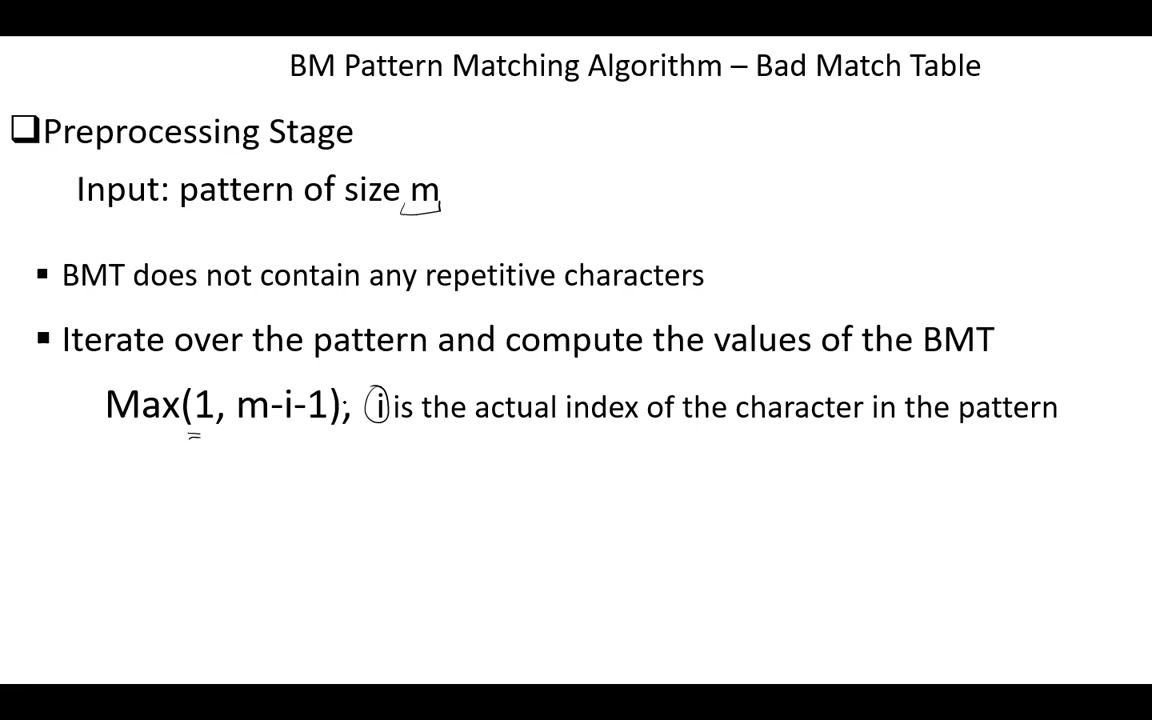 BM Pattern Matching Algorithm – Bad Match Table
❑Preprocessing Stage
Input: pattern of size m
▪ BMT does not contain any repetitive characters
▪ Iterate over the pattern and compute the values of the BMT
Max(1, m-i-1); i is the actual index of the character in the pattern